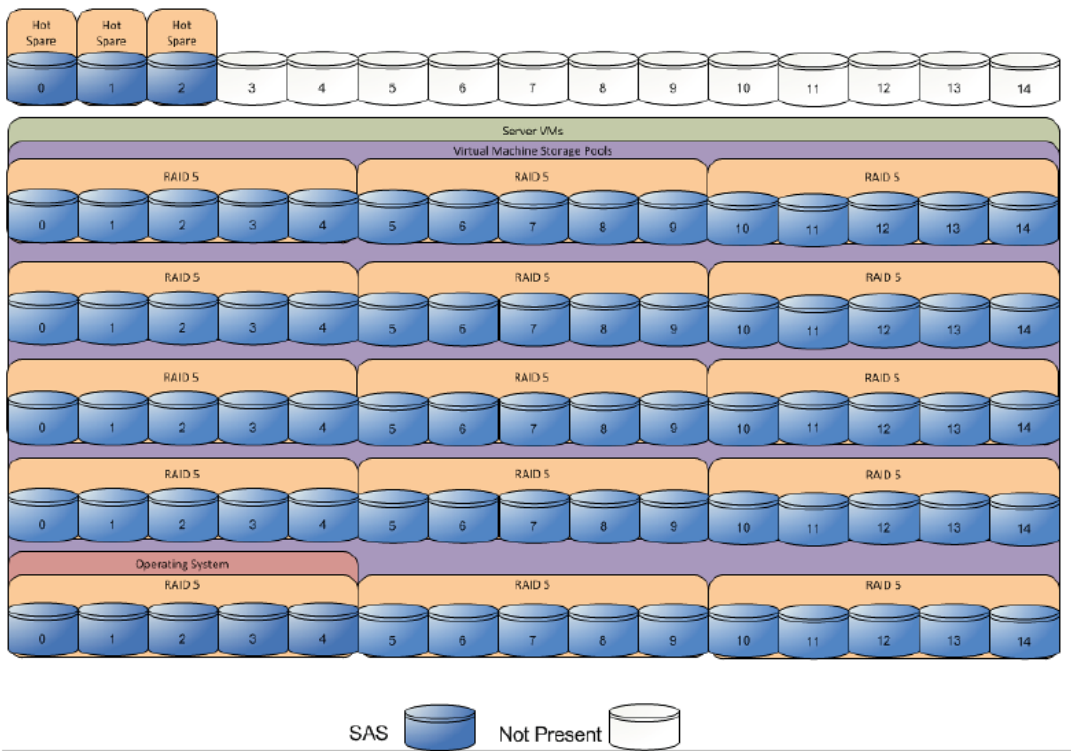 Hot Spare Hot Spare Hot Spare
0 1 2 3 4 5 6 7 8 9 10 11 12 13 14
Server VMs
Virtual Machine Storage Pools
RAID 5 RAID 5 RAID 5
0 1 2 3 4 5 6 7 8 9 10 11 12 13 14
RAID 5 RAID 5 RAID 5
0 1 2 3 4 5 6 7 8 9 10 11 12 13 14
RAID 5 RAID 5 RAID 5
0 1 2 3 4 5 6 7 8 9 10 11 12 13 14
RAID 5 RAID 5 RAID 5
0 1 2 3 4 5 6 7 8 9 10 11 12 13 14
Operating System
RAID 5 RAID 5 RAID 5
0 1 2 3 4 5 6 7 8 9 10 11 12 13 14
SAS Not Present